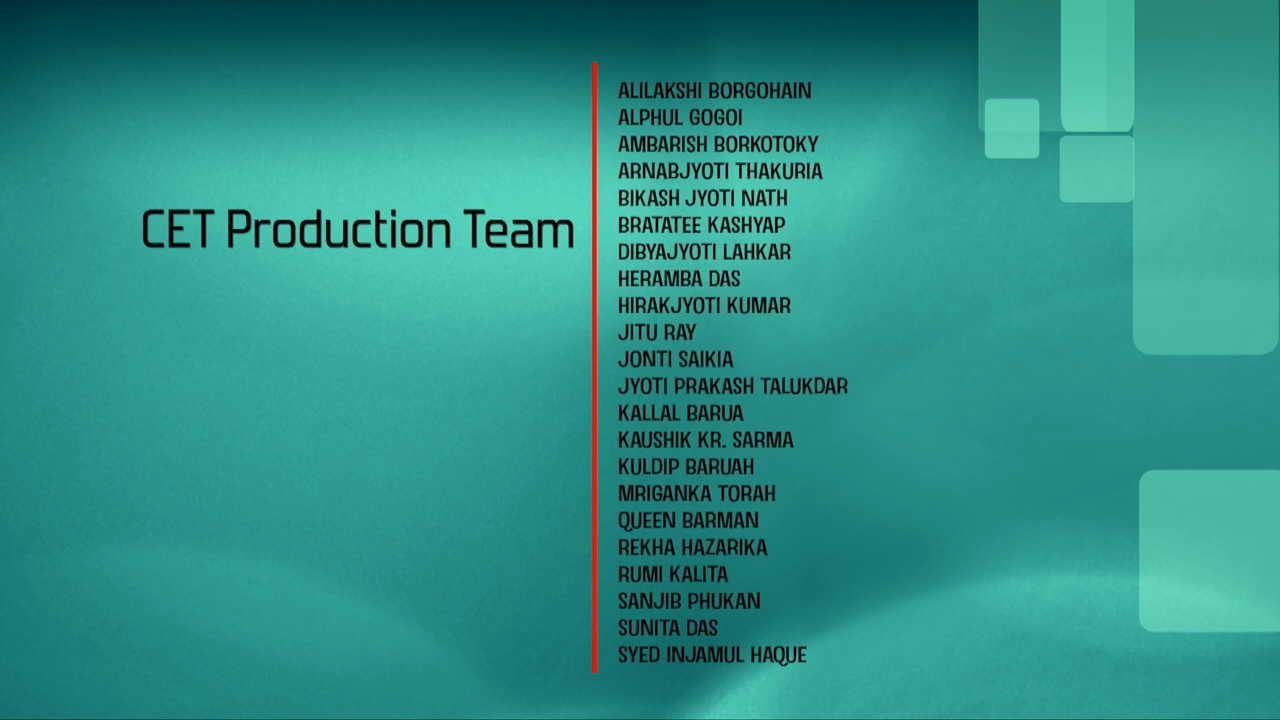 CET Production Team
ALILAKSHI BORGOHAIN
ALPHUL GOGOI
AMBARISH BORKOTOKY
ARNABJYOTI THAKURIA
BIKASH JYOTI NATH
BRATATEE KASHYAP
DIBYAJYOTI LAHKAR
HERAMBA DAS
HIRAKJYOTI KUMAR
JITU RAY
JONTI SAIKIA
JYOTI PRAKASH TALUKDAR
KALLAL BARUA
KAUSHIK KR. SARMA
KULDIP BARUAH
MRIGANKA TORAH
QUEEN BARMAN
REKHA HAZARIKA
RUMI KALITA
SANJIB PHUKAN
SUNITA DAS
SYED INJAMUL HAQUE